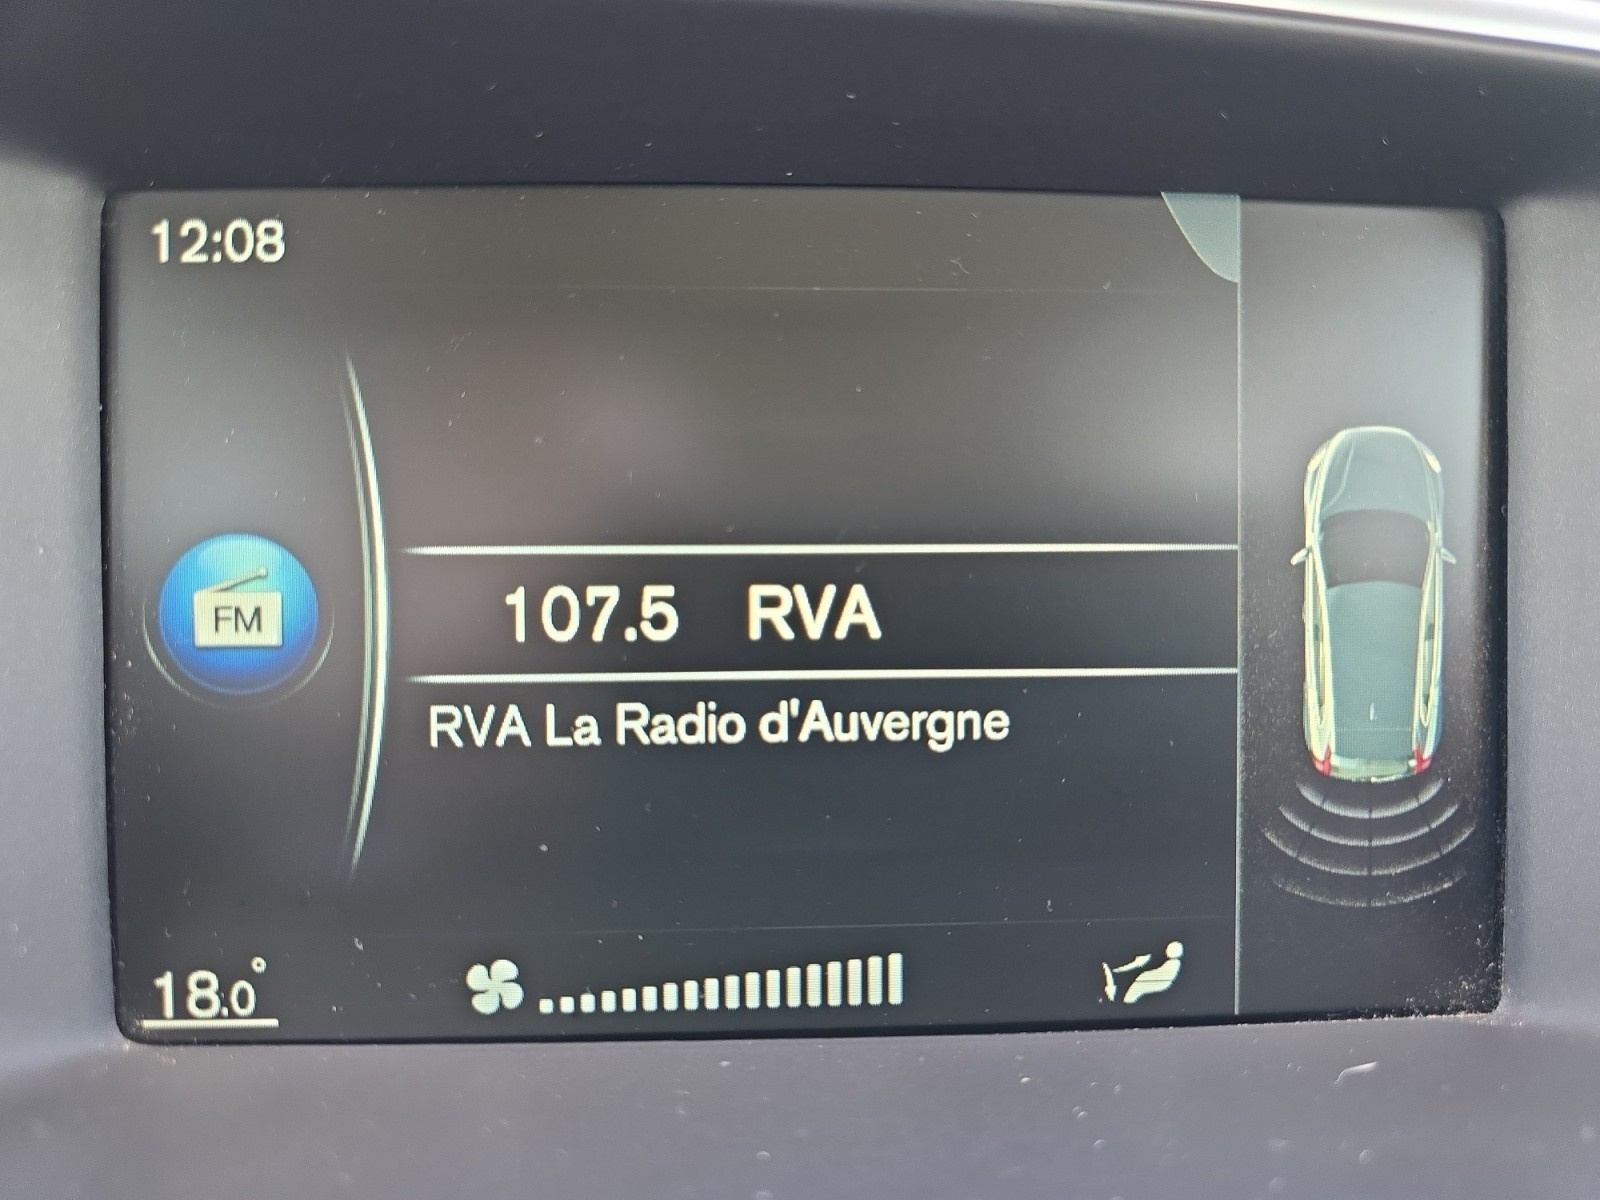 12:08
FM
107.5 RVA
RVA La Radio d'Auvergne
18.0°